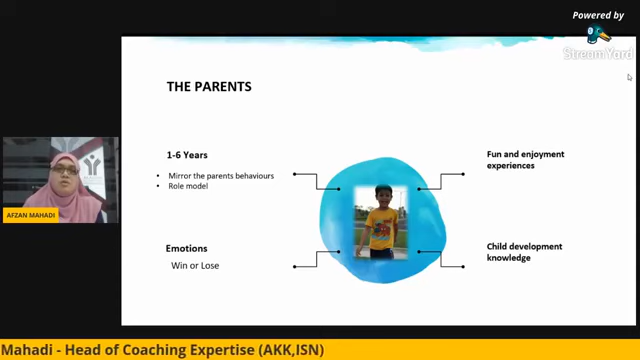 Powered by
StreamYard
THE PARENTS
1-6 Years
• Mirror the parents behaviours
• Role model
Fun and enjoyment
experiences
Emotions
Win or Lose
Child development
knowledge
AFZAN MAHADI
Mahadi - Head of Coaching Expertise (AKK,ISN)